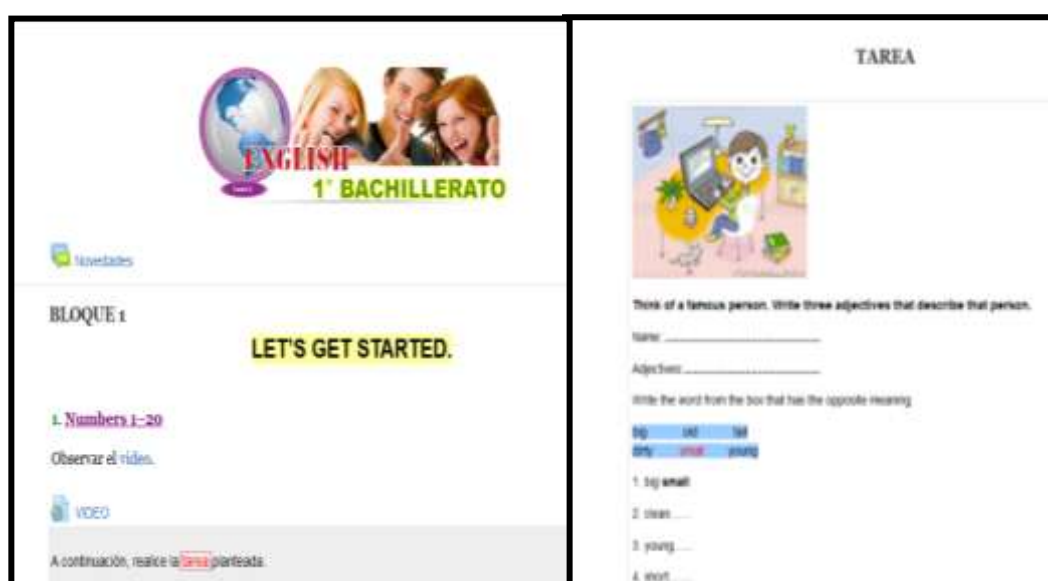 ENGLISH
1° BACHILLERATO
Novedades
BLOQUE 1
LET'S GET STARTED.
1. Numbers 1–20
Observar el video.
VIDEO
A continuación, realice la tarea planteada.
TAREA
Think of a famous person. Write three adjectives that describe that person.
Name:
Adjectives:
Write the word from the box that has the opposite meaning
big old tall
dirty small young
1. big small
2. clean ......
3. young ......
4. short ......